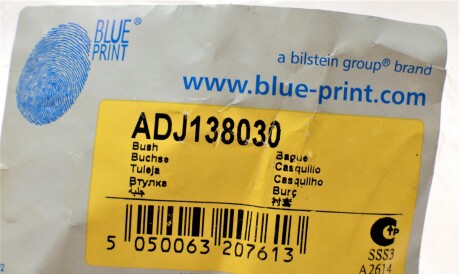 BLUE®
PRINT
a bilstein group® brand
www.blue-print.com
ADJ138030
Bush
Buchse
Tuleja
Втулка
Bague
Casquillo
Casquilho
Burç
衬套
5 050063 207613
SSS3
A2614